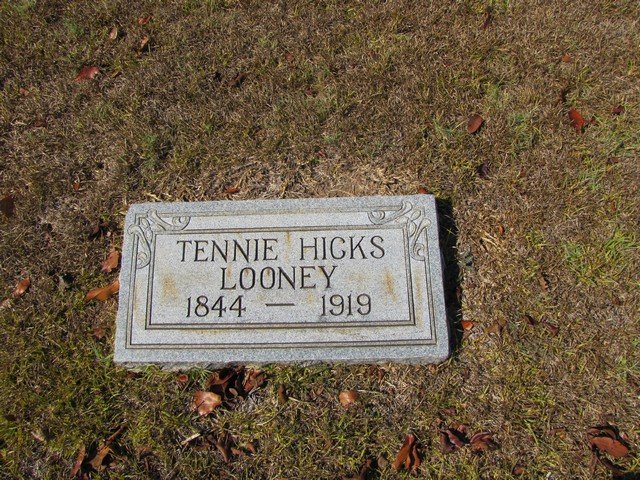 TENNIE HICKS
LOONEY
1844 — 1919